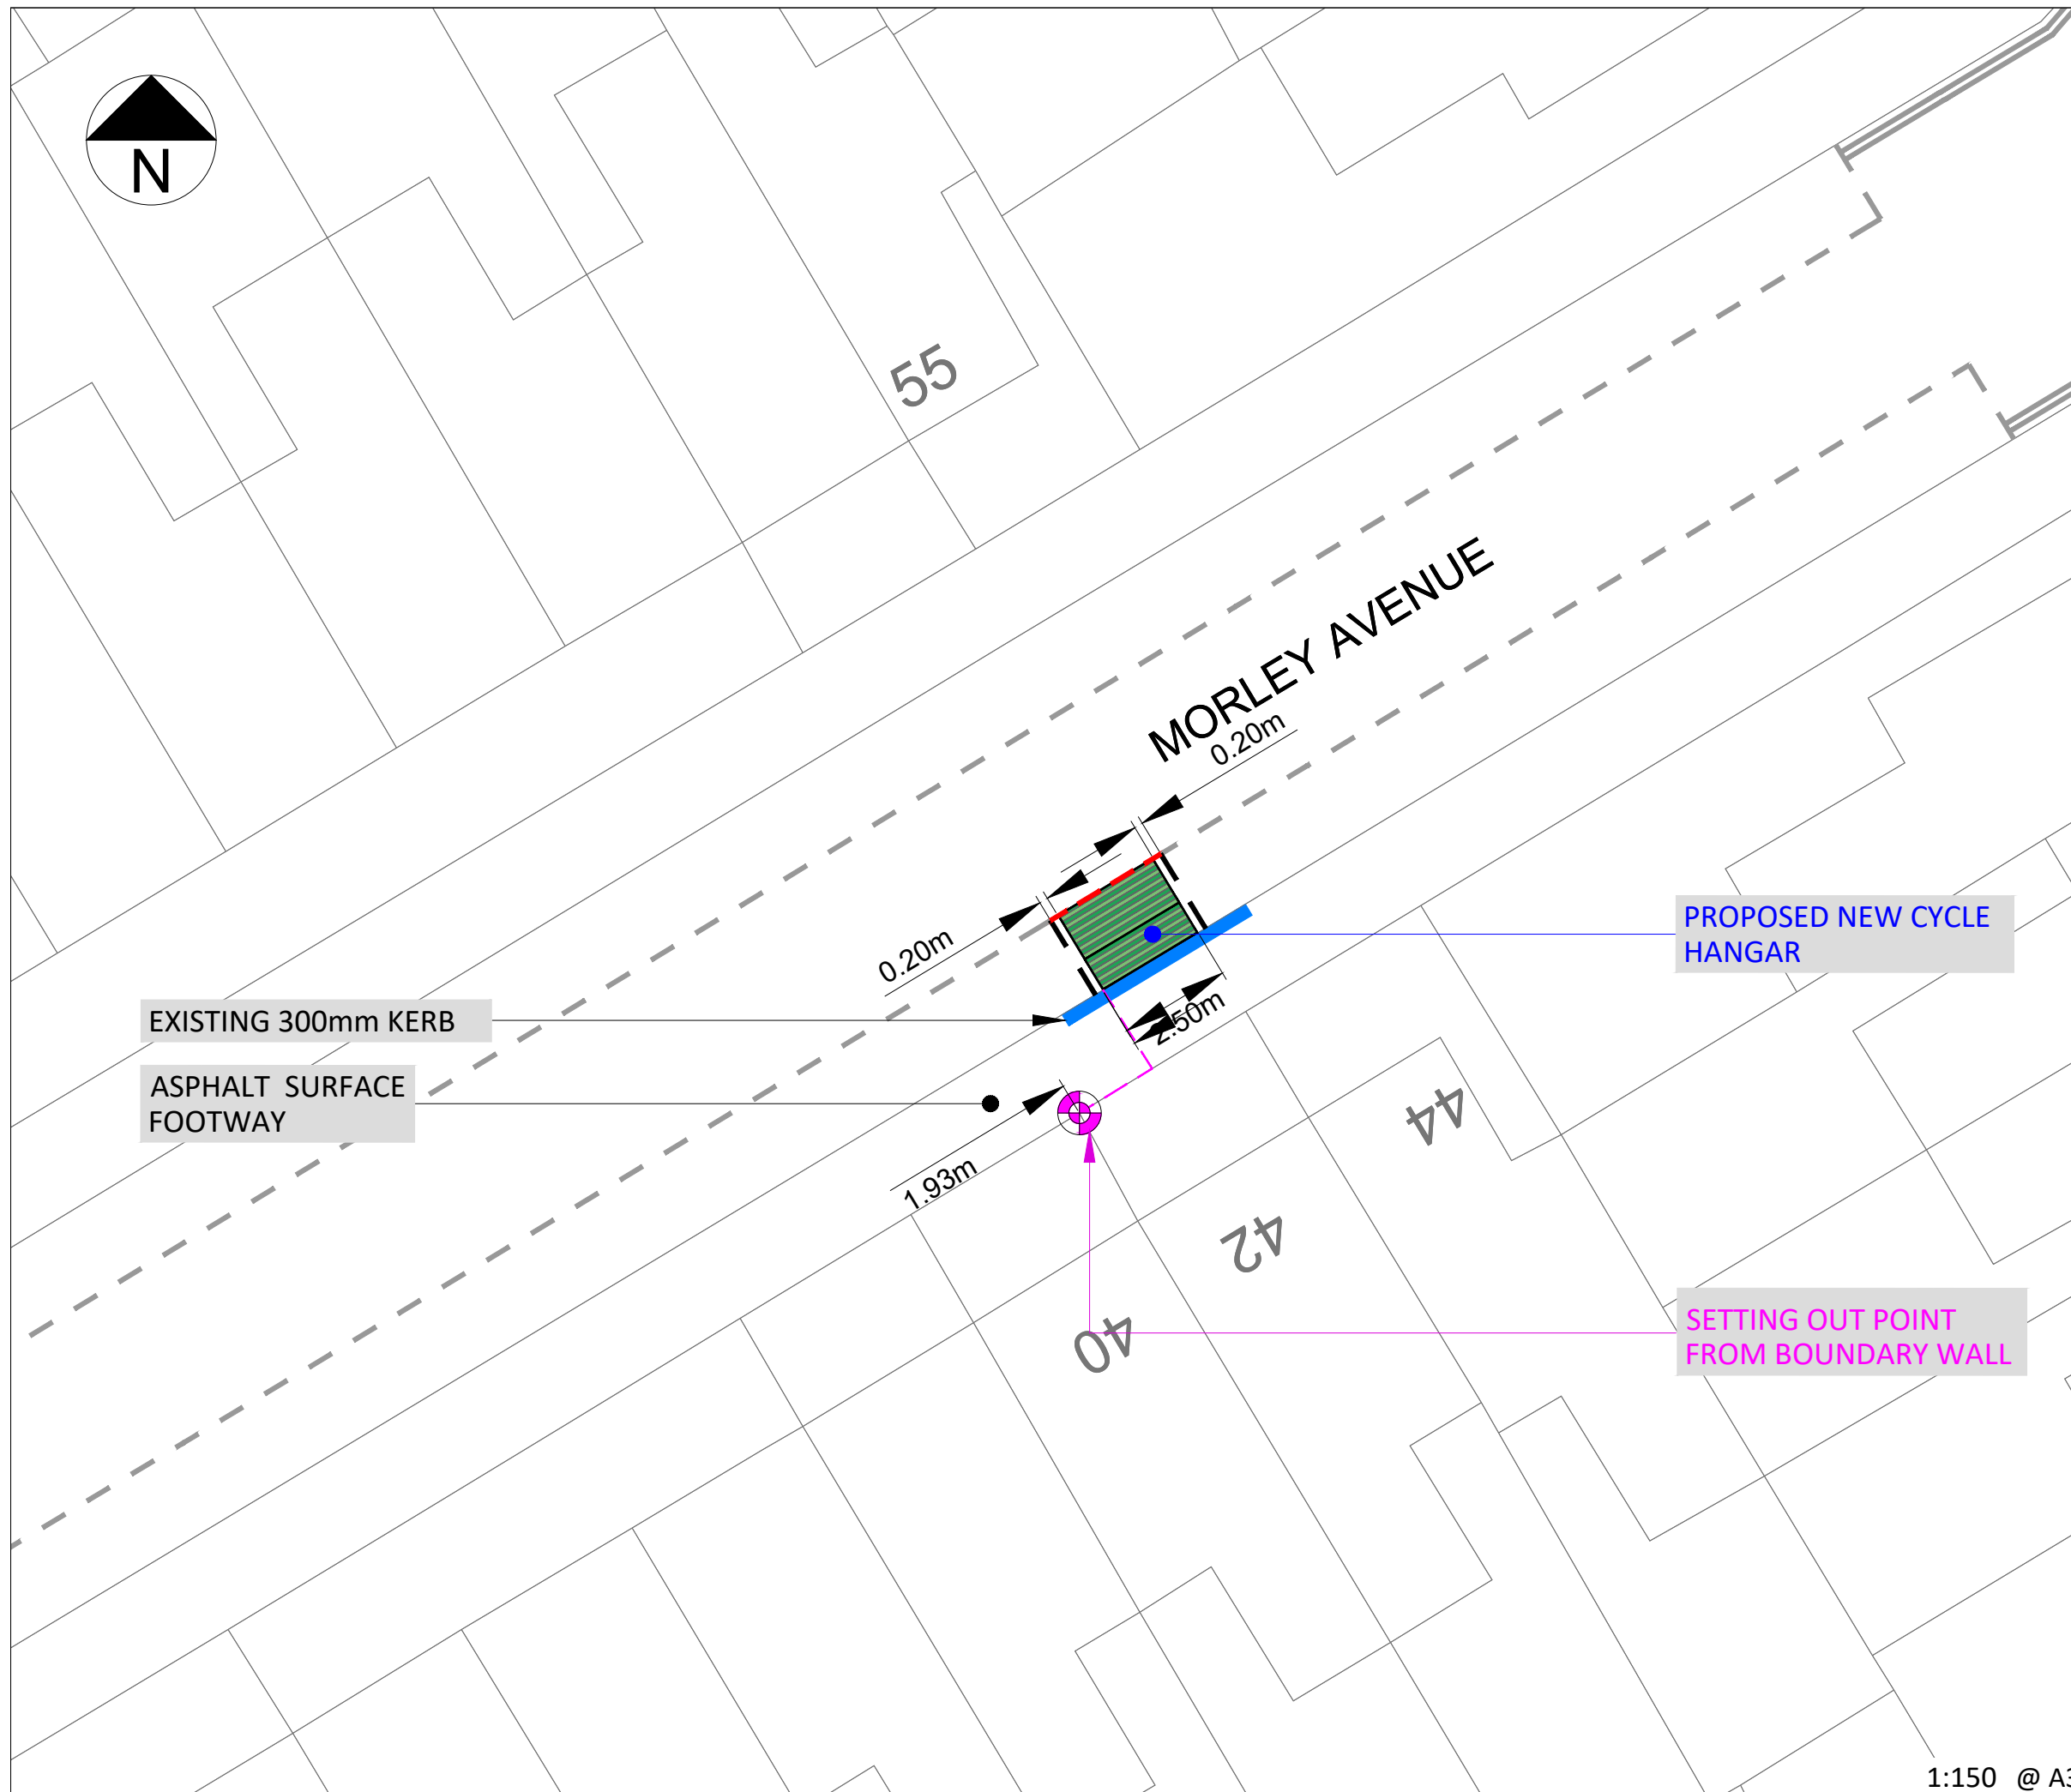 N
55
MORLEY AVENUE
0.20m
0.20m
PROPOSED NEW CYCLE
HANGAR
EXISTING 300mm KERB
2.50m
ASPHALT SURFACE
FOOTWAY
44
1.93m
42
40
SETTING OUT POINT
FROM BOUNDARY WALL
1:150 @ A3